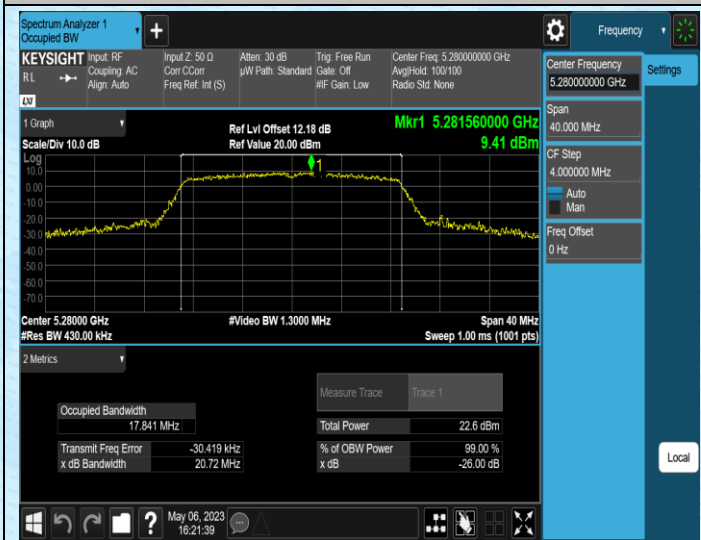 Spectrum Analyzer 1
Occupied BW
Frequency
KEYSIGHT
R L
LXI
Input: RF
Coupling: AC
Align: Auto
Input Z: 50 Ω
Corr CCorr
Freq Ref: Int (S)
Atten: 30 dB
µW Path: Standard
Trig: Free Run
Gate: Off
#IF Gain: Low
Center Freq: 5.280000000 GHz
Avg|Hold: 100/100
Radio Std: None
Center Frequency
5.280000000 GHz
Settings
Span
40.000 MHz
CF Step
4.000000 MHz
Auto
Man
Freq Offset
0 Hz
Local
1 Graph
Scale/Div 10.0 dB
Ref Lvl Offset 12.18 dB
Ref Value 20.00 dBm
Mkr1 5.281560000 GHz
9.41 dBm
Log
10.0
0.00
-10.0
-20.0
-30.0
-40.0
-50.0
-60.0
-70.0
1
Center 5.28000 GHz
#Res BW 430.00 kHz
#Video BW 1.3000 MHz
Span 40 MHz
Sweep 1.00 ms (1001 pts)
2 Metrics
Measure Trace Trace 1
Occupied Bandwidth
17.841 MHz
Total Power 22.6 dBm
Transmit Freq Error -30.419 kHz
% of OBW Power 99.00 %
x dB Bandwidth 20.72 MHz
x dB -26.00 dB
May 06, 2023
16:21:39